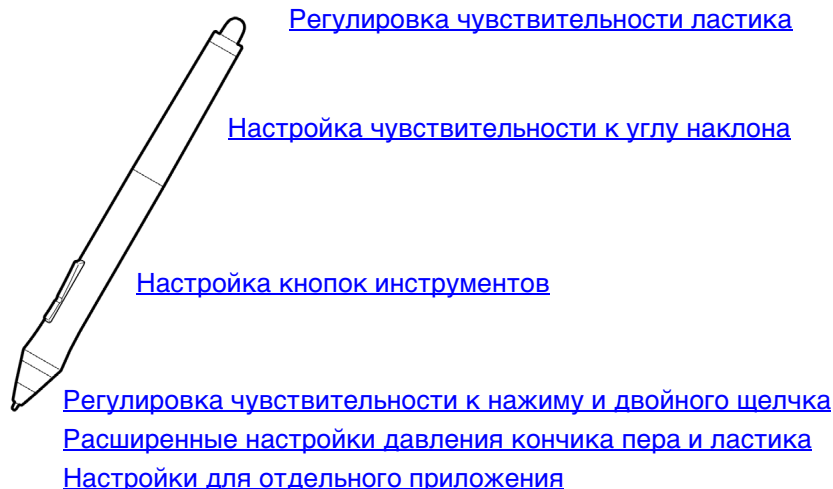 Регулировка чувствительности ластика
Настройка чувствительности к углу наклона
Настройка кнопок инструментов
Регулировка чувствительности к нажиму и двойного щелчка
Расширенные настройки давления кончика пера и ластика
Настройки для отдельного приложения